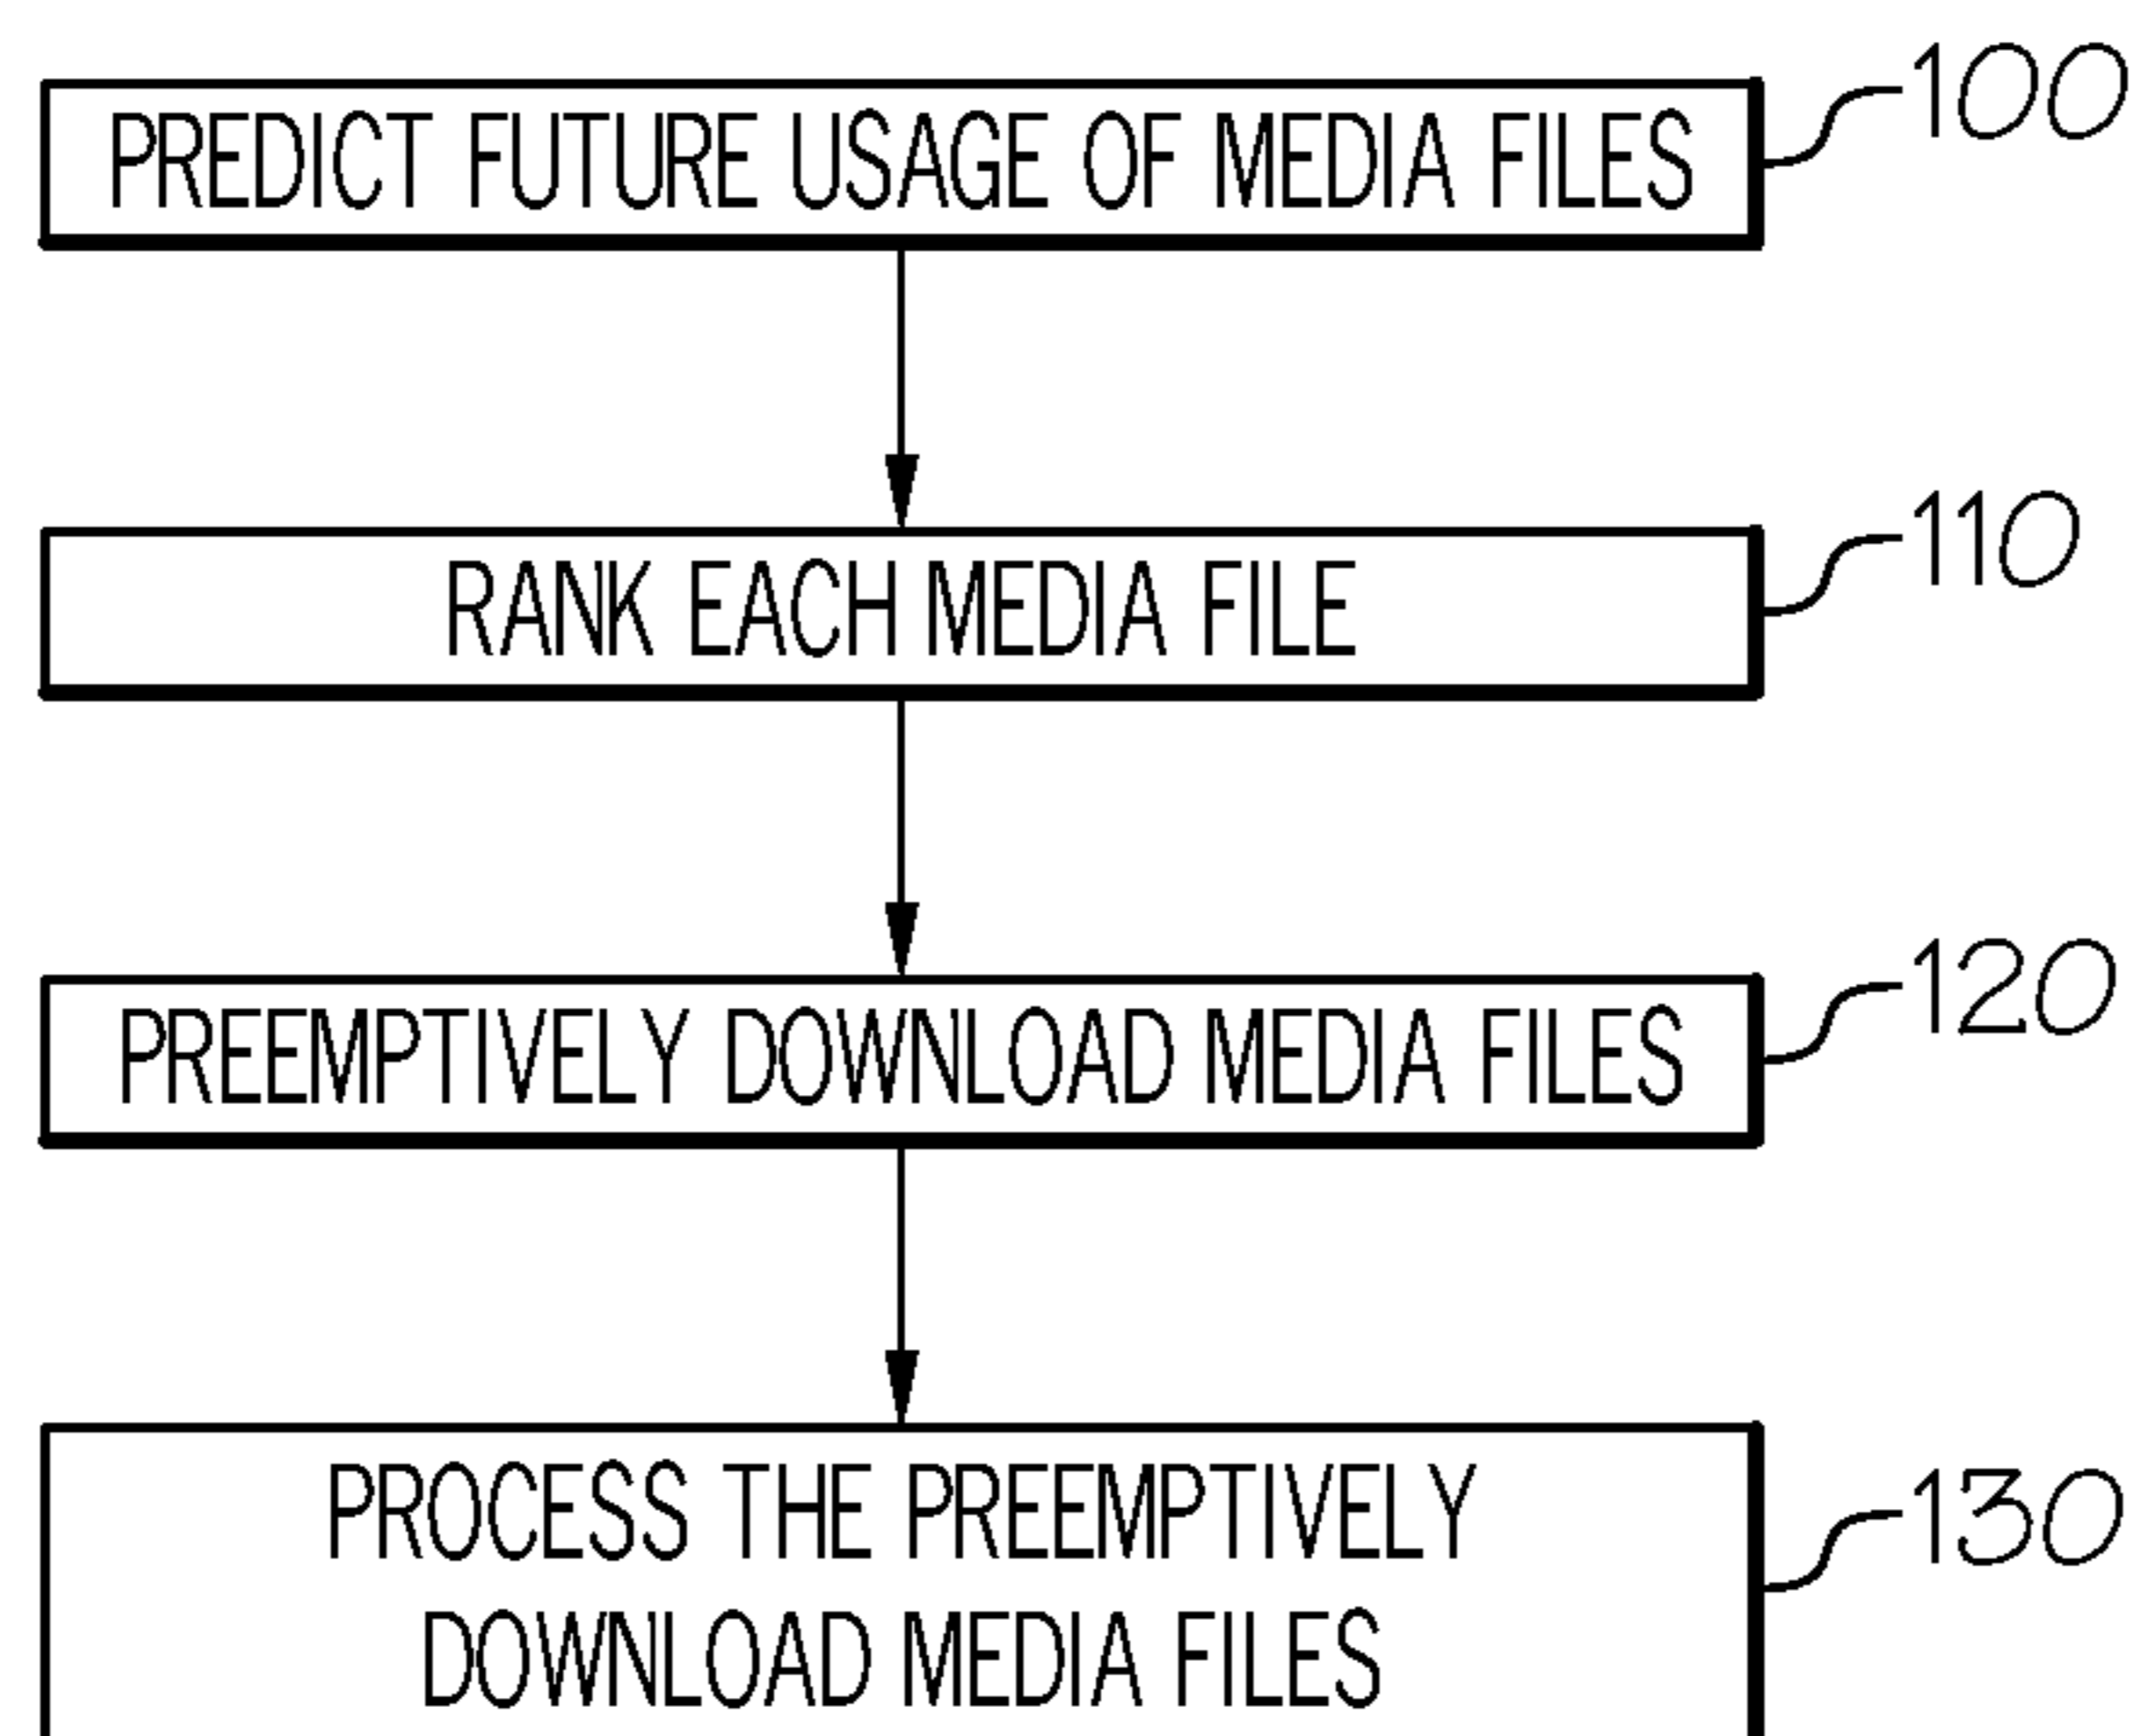 PREDICT FUTURE USAGE OF MEDIA FILES
100
RANK EACH MEDIA FILE
110
PREEMPTIVELY DOWNLOAD MEDIA FILES
120
PROCESS THE PREEMPTIVELY
DOWNLOAD MEDIA FILES
130